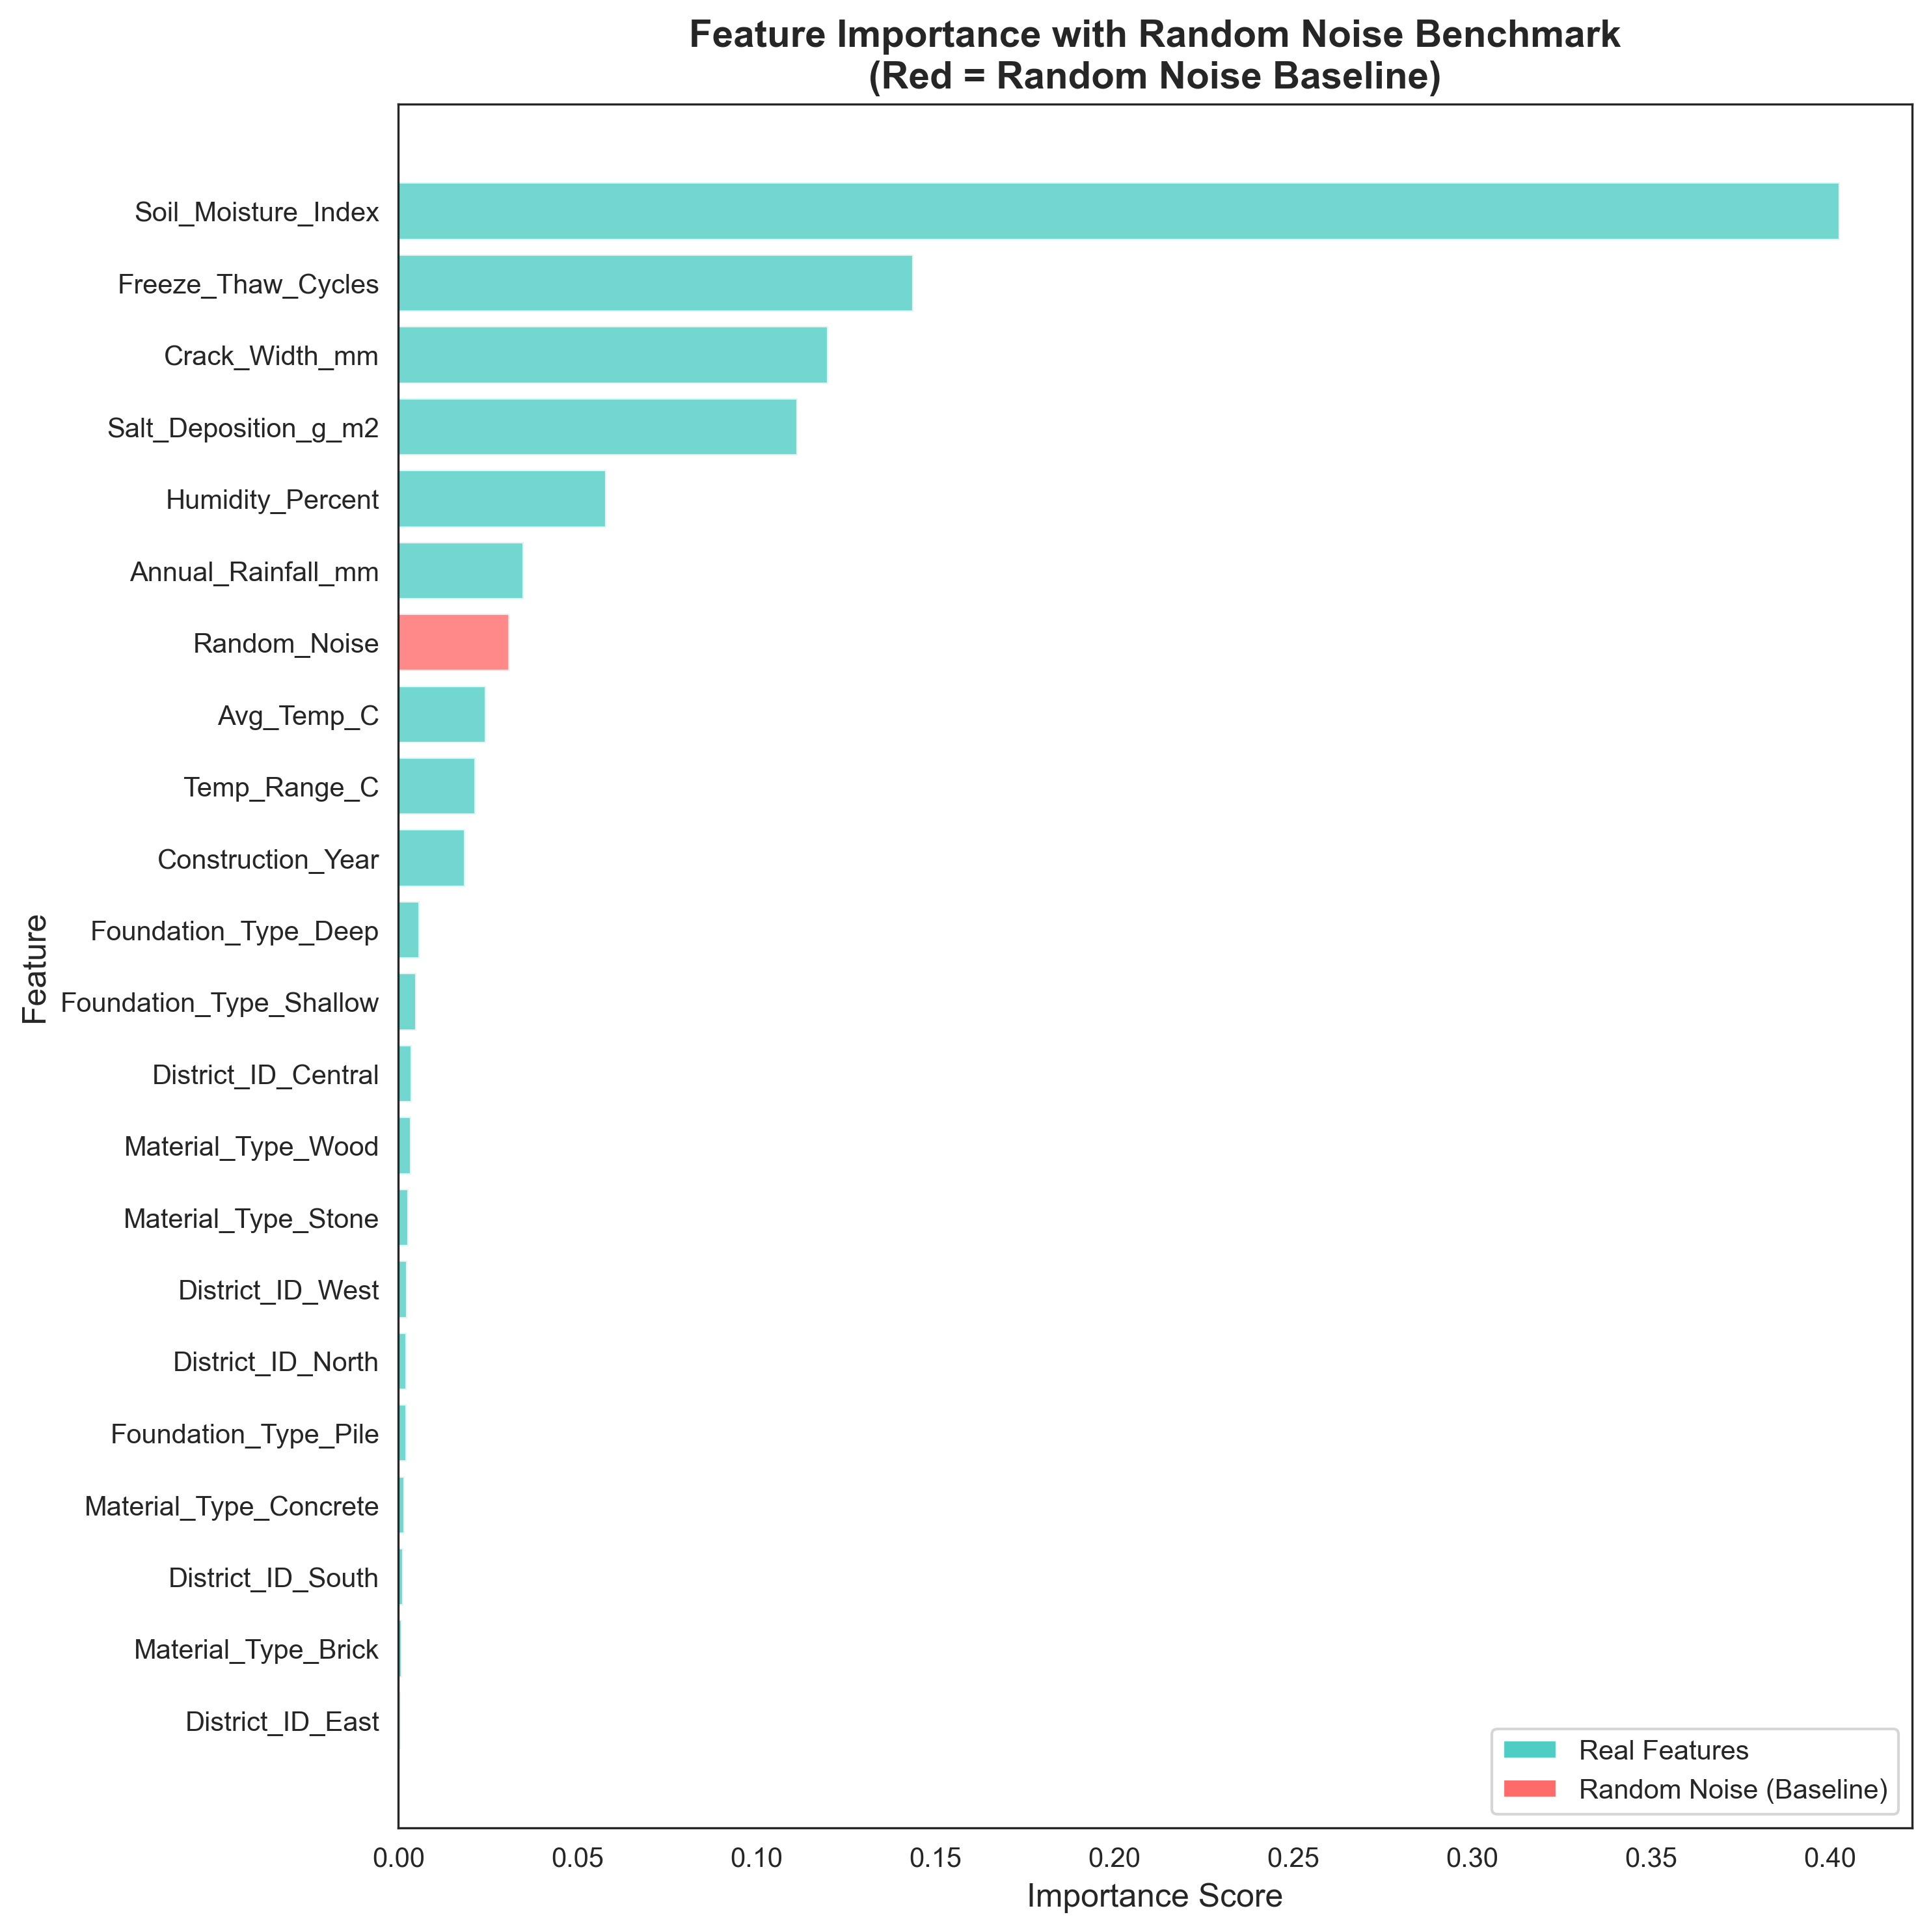 Feature Importance with Random Noise Benchmark
(Red = Random Noise Baseline)
Feature
Soil_Moisture_Index
Freeze_Thaw_Cycles
Crack_Width_mm
Salt_Deposition_g_m2
Humidity_Percent
Annual_Rainfall_mm
Random_Noise
Avg_Temp_C
Temp_Range_C
Construction_Year
Foundation_Type_Deep
Foundation_Type_Shallow
District_ID_Central
Material_Type_Wood
Material_Type_Stone
District_ID_West
District_ID_North
Foundation_Type_Pile
Material_Type_Concrete
District_ID_South
Material_Type_Brick
District_ID_East
Real Features
Random Noise (Baseline)
0.00 0.05 0.10 0.15 0.20 0.25 0.30 0.35 0.40
Importance Score